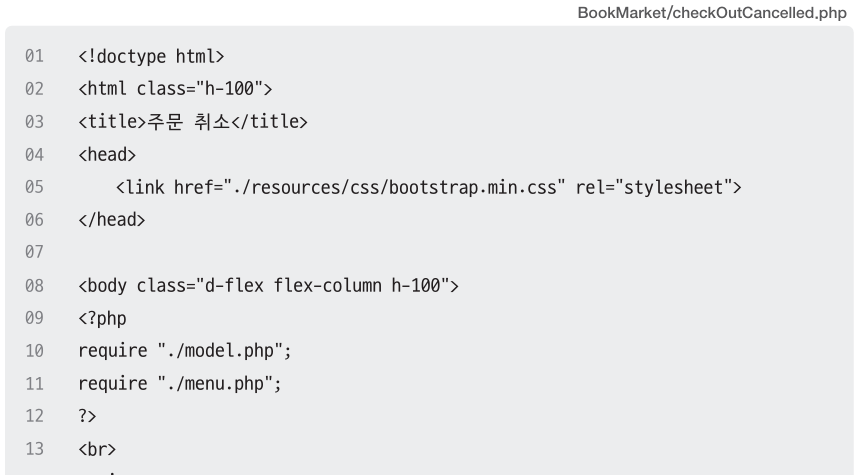 BookMarket/checkOutCancelled.php
01 <!doctype html>
02 <html class="h-100">
03 <title>주문 취소</title>
04 <head>
05 <link href="./resources/css/bootstrap.min.css" rel="stylesheet">
06 </head>
07
08 <body class="d-flex flex-column h-100">
09 <?php
10 require "./model.php";
11 require "./menu.php";
12 ?>
13 <br>